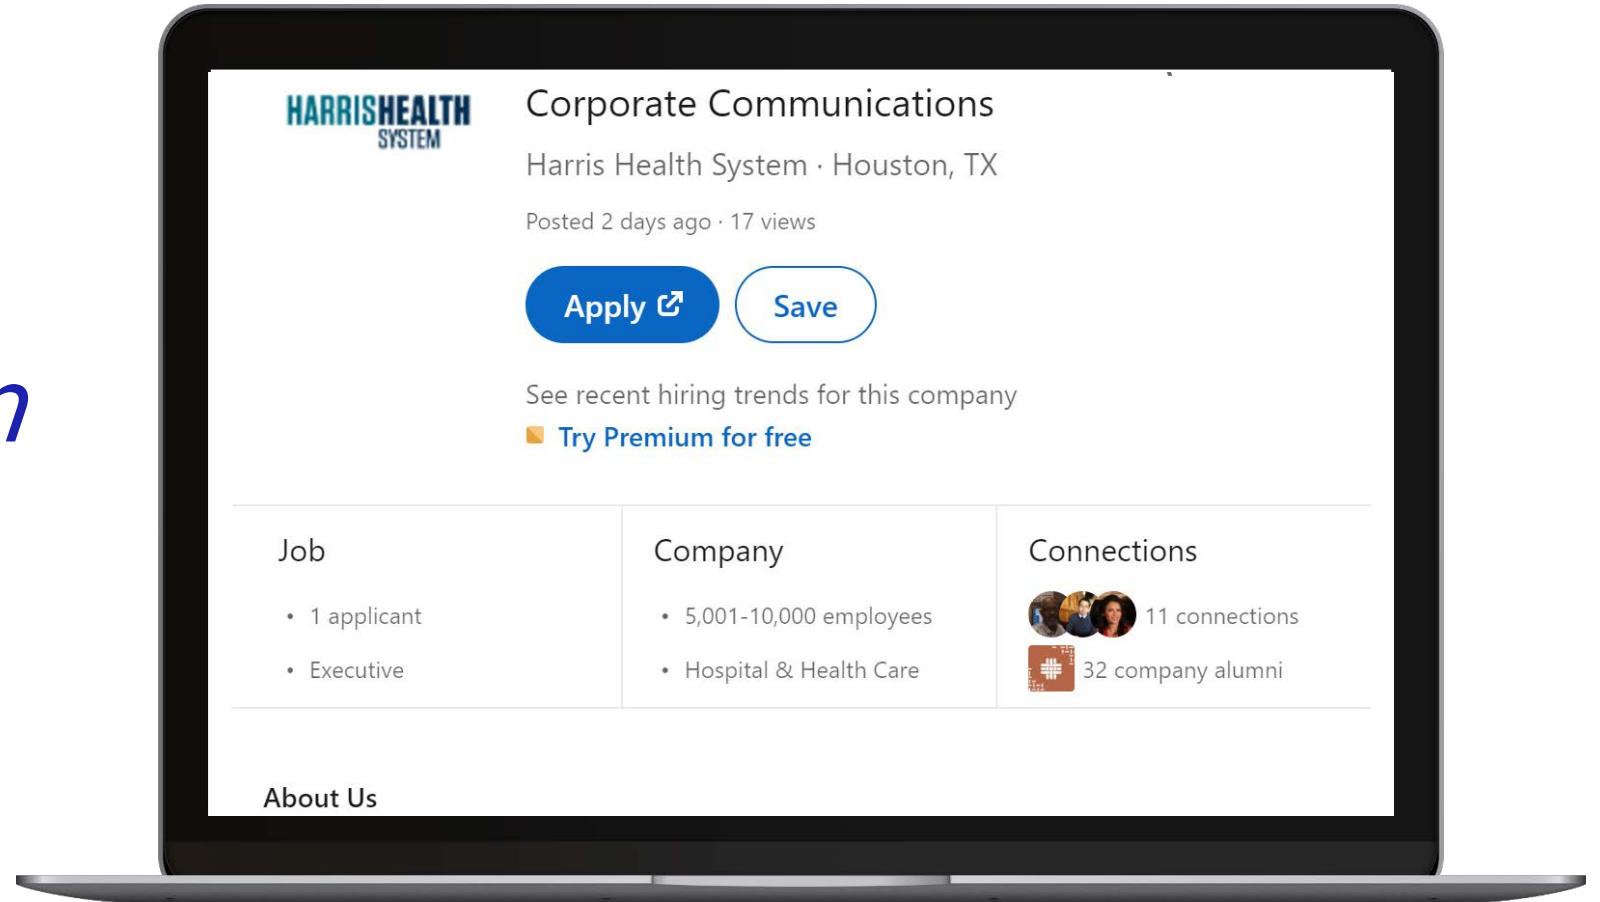 HARRISHEALTH
SYSTEM
Corporate Communications
Harris Health System · Houston, TX
Posted 2 days ago · 17 views
Apply
Save
See recent hiring trends for this company
Try Premium for free
n
Job
• 1 applicant
• Executive
Company
• 5,001-10,000 employees
• Hospital & Health Care
Connections
11 connections
32 company alumni
About Us